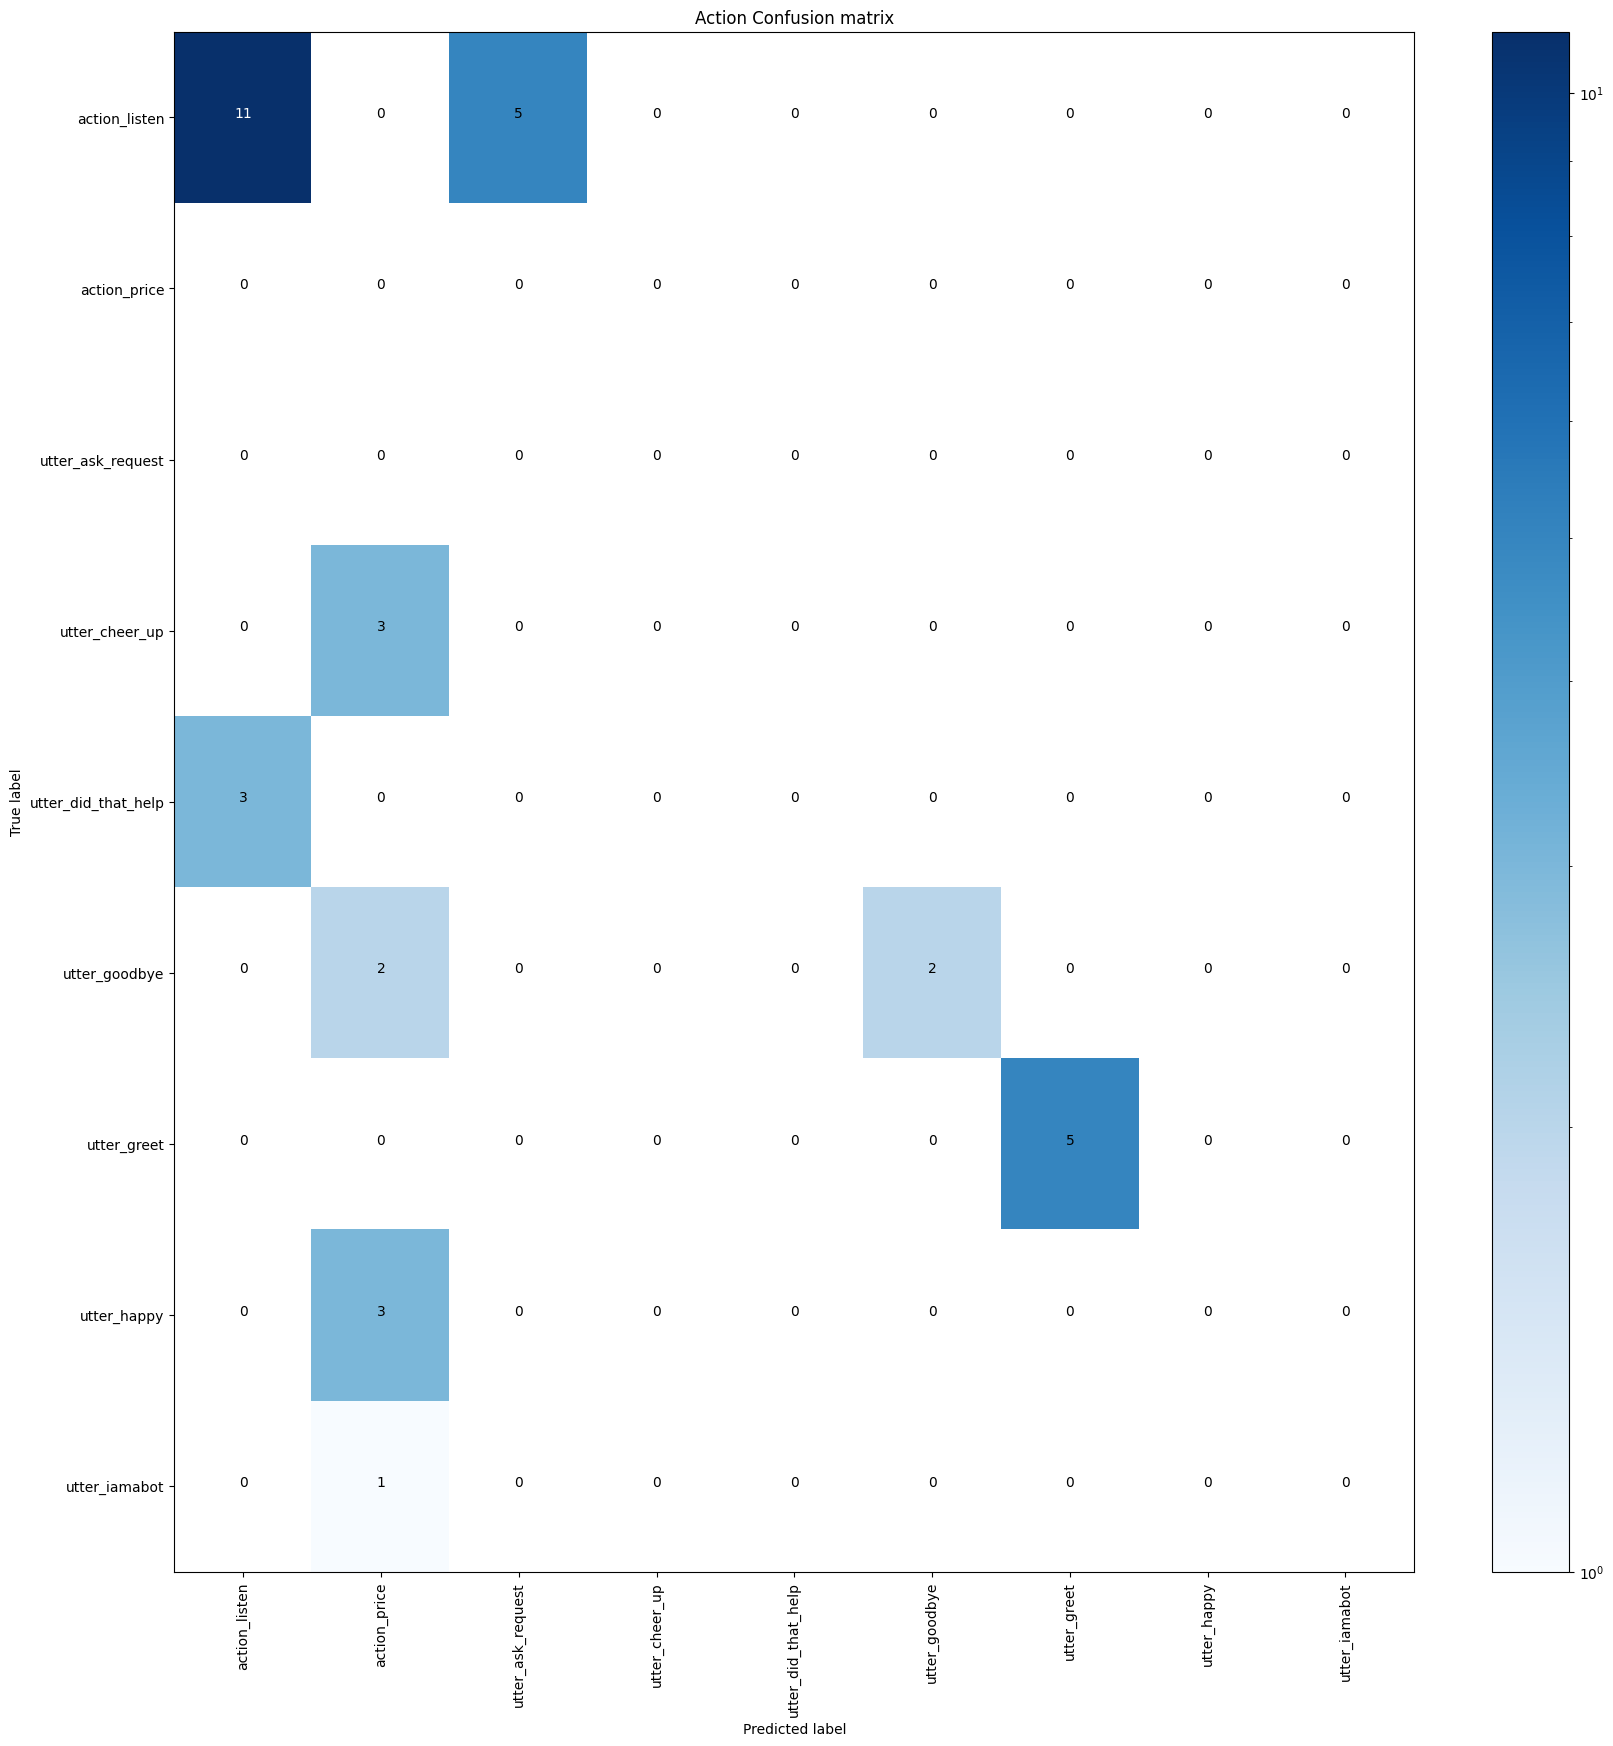 Action Confusion matrix
True label
action_listen 11 0 5 0 0 0 0 0 0
action_price 0 0 0 0 0 0 0 0 0
utter_ask_request 0 0 0 0 0 0 0 0 0
utter_cheer_up 0 3 0 0 0 0 0 0 0
utter_did_that_help 3 0 0 0 0 0 0 0 0
utter_goodbye 0 2 0 0 0 2 0 0 0
utter_greet 0 0 0 0 0 0 5 0 0
utter_happy 0 3 0 0 0 0 0 0 0
utter_iamabot 0 1 0 0 0 0 0 0 0
action_listen
action_price
utter_ask_request
utter_cheer_up
utter_did_that_help
utter_goodbye
utter_greet
utter_happy
utter_iamabot
Predicted label
10¹
10⁰